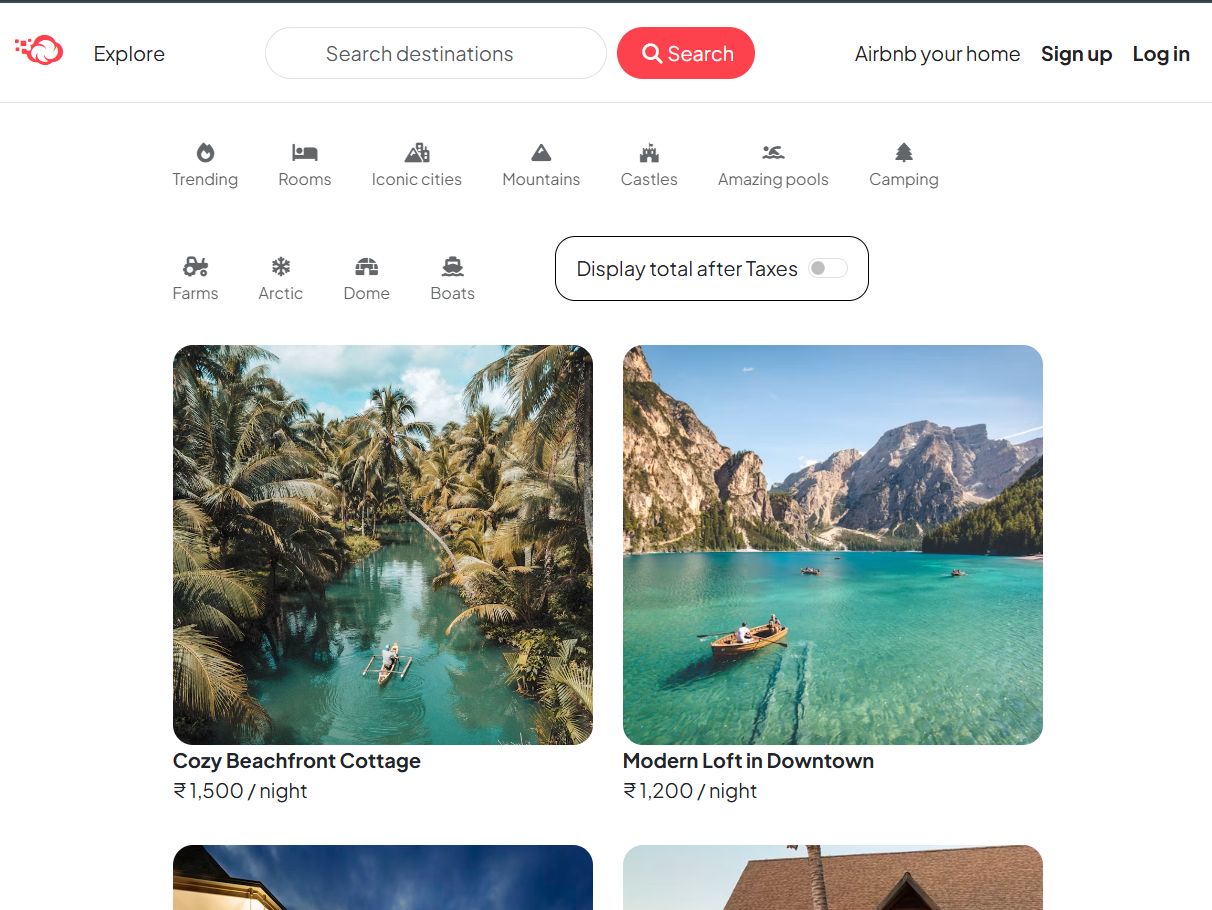 Explore
Search destinations
Search
Airbnb your home
Sign up
Log in
Trending
Rooms
Iconic cities
Mountains
Castles
Amazing pools
Camping
Farms
Arctic
Dome
Boats
Display total after Taxes
Cozy Beachfront Cottage
₹ 1,500 / night
Modern Loft in Downtown
₹ 1,200 / night